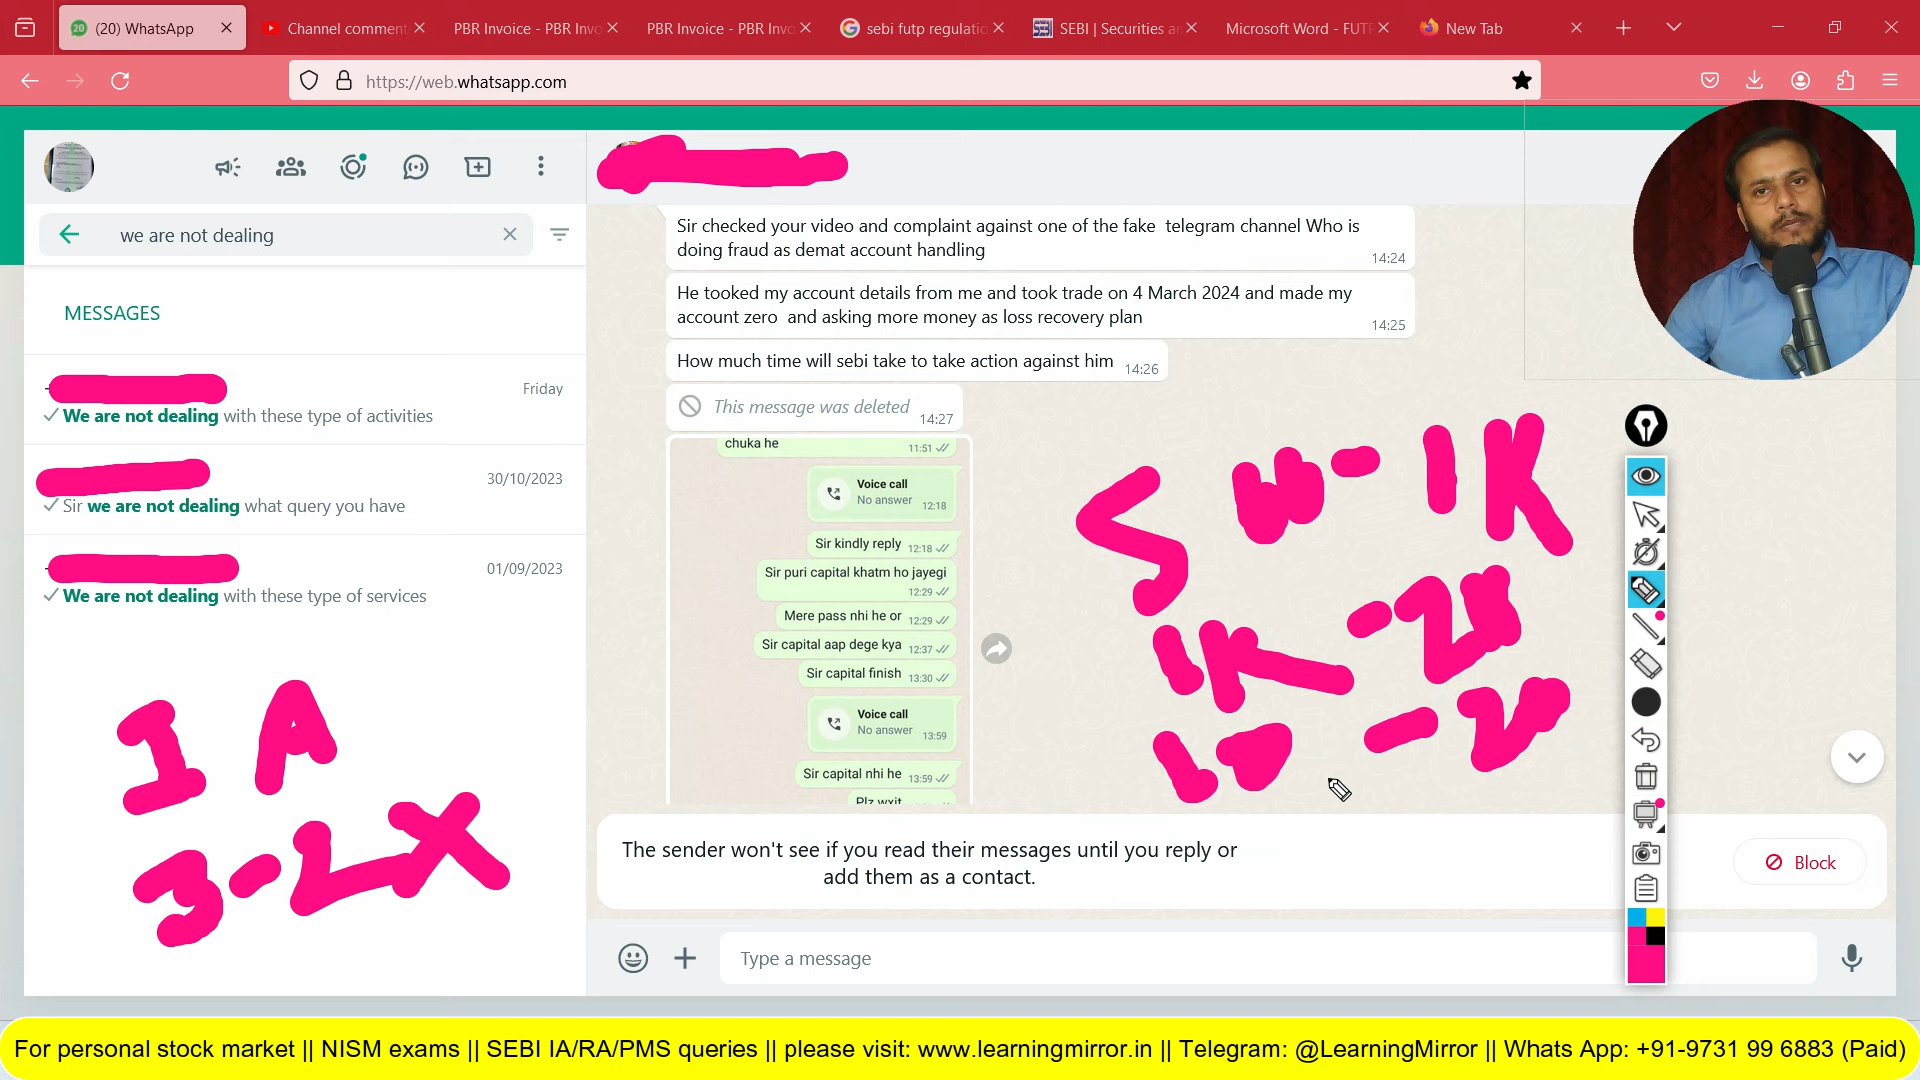 (20) WhatsApp
Channel comment
PBR Invoice - PBR Invo
PBR Invoice - PBR Invo
sebi futp regulatio
SEBI | Securities an
Microsoft Word - FUTP
New Tab
https://web.whatsapp.com
we are not dealing
MESSAGES
Friday
We are not dealing with these type of activities
30/10/2023
Sir we are not dealing what query you have
01/09/2023
We are not dealing with these type of services
I A
3-2X
Sir checked your video and complaint against one of the fake telegram channel Who is
doing fraud as demat account handling
14:24
He tooked my account details from me and took trade on 4 March 2024 and made my
account zero and asking more money as loss recovery plan
14:25
How much time will sebi take to take action against him 14:26
This message was deleted 14:27
chuka he 11:51
Voice call
No answer 12:18
Sir kindly reply 12:18
Sir puri capital khatm ho jayegi
12:29
Mere pass nhi he or 12:29
Sir capital aap dege kya 12:37
Sir capital finish 13:30
Voice call
No answer 13:59
Sir capital nhi he 13:59
Plz wxit
1K
The sender won't see if you read their messages until you reply or
add them as a contact.
Block
Type a message
For personal stock market || NISM exams || SEBI IA/RA/PMS queries || please visit: www.learningmirror.in || Telegram: @LearningMirror || Whats App: +91-9731 99 6883 (Paid)